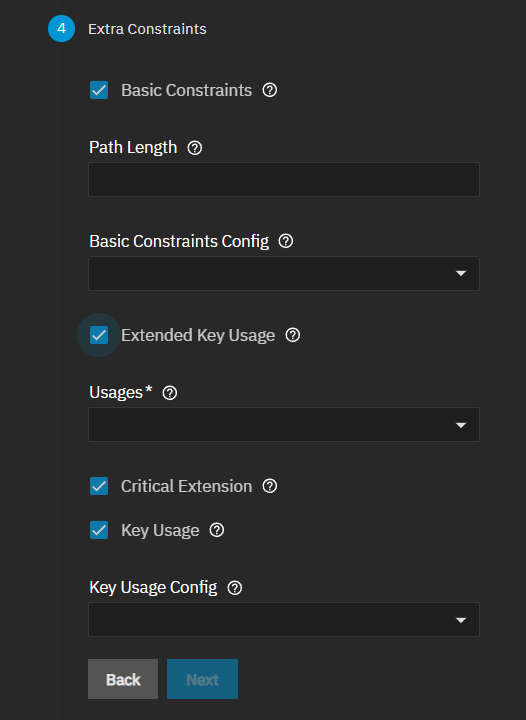 4 Extra Constraints
Basic Constraints
Path Length
Basic Constraints Config
Extended Key Usage
Usages*
Critical Extension
Key Usage
Key Usage Config
Back Next